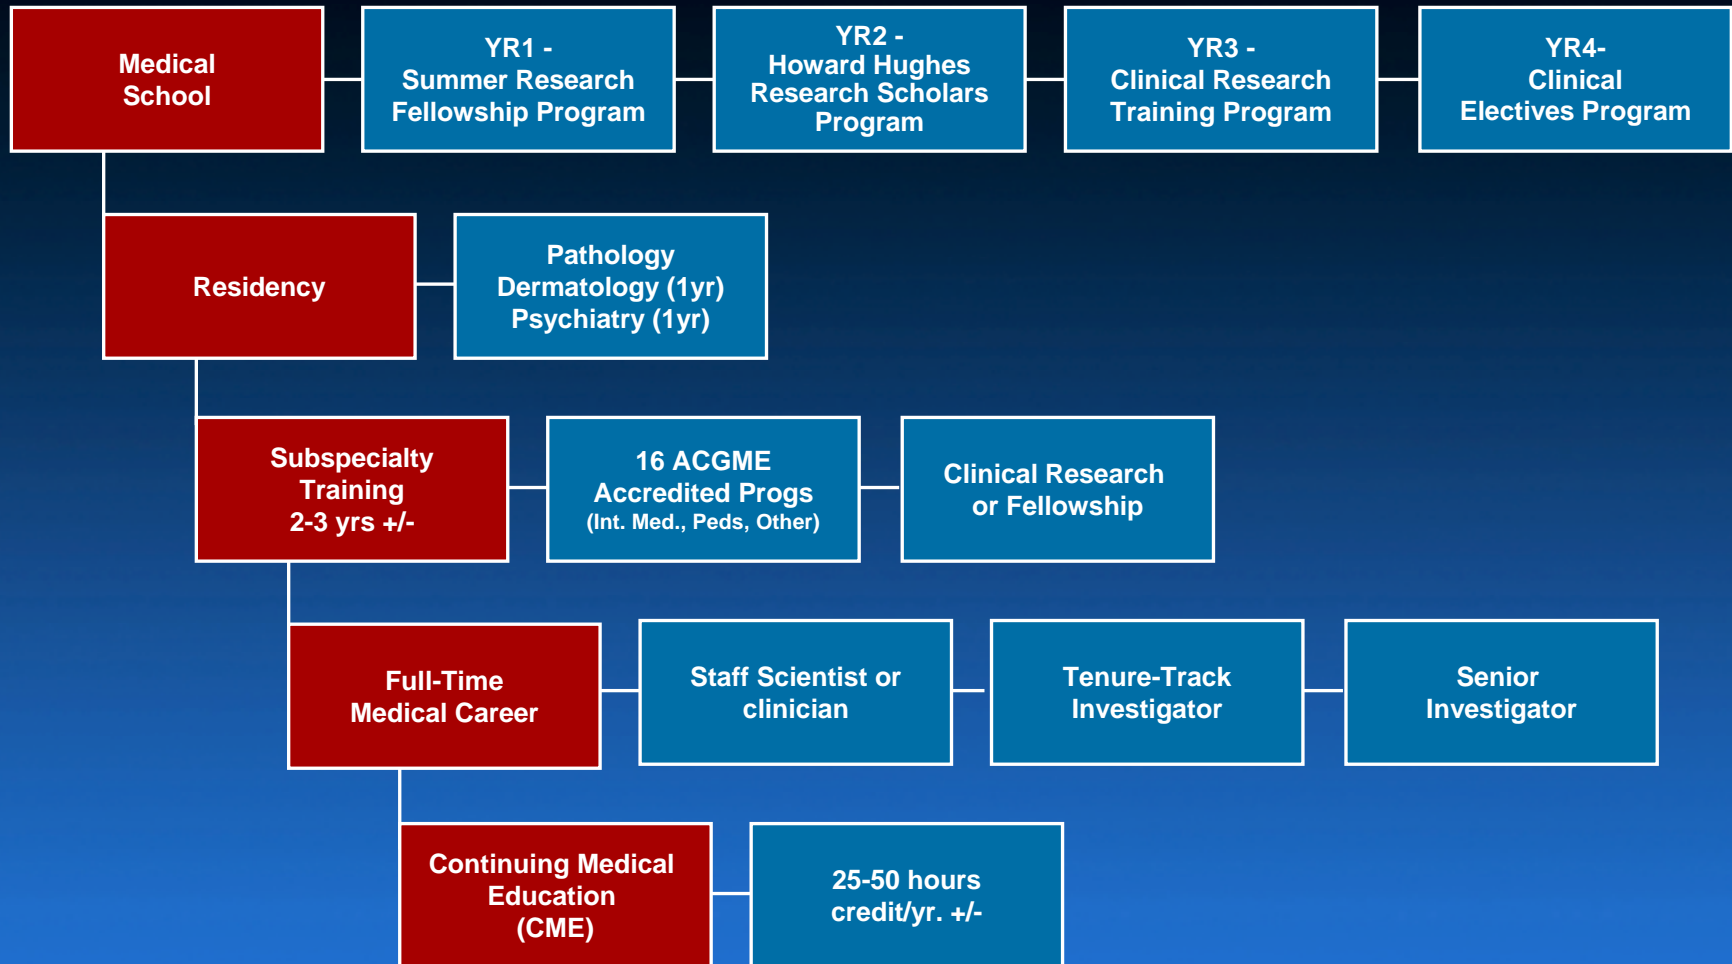 Medical
School
YR1 -
Summer Research
Fellowship Program
YR2 -
Howard Hughes
Research Scholars
Program
YR3 -
Clinical Research
Training Program
YR4-
Clinical
Electives Program
Residency
Pathology
Dermatology (1yr)
Psychiatry (1yr)
Subspecialty
Training
2-3 yrs +/-
16 ACGME
Accredited Progs
(Int. Med., Peds, Other)
Clinical Research
or Fellowship
Full-Time
Medical Career
Staff Scientist or
clinician
Tenure-Track
Investigator
Senior
Investigator
Continuing Medical
Education
(CME)
25-50 hours
credit/yr. +/-